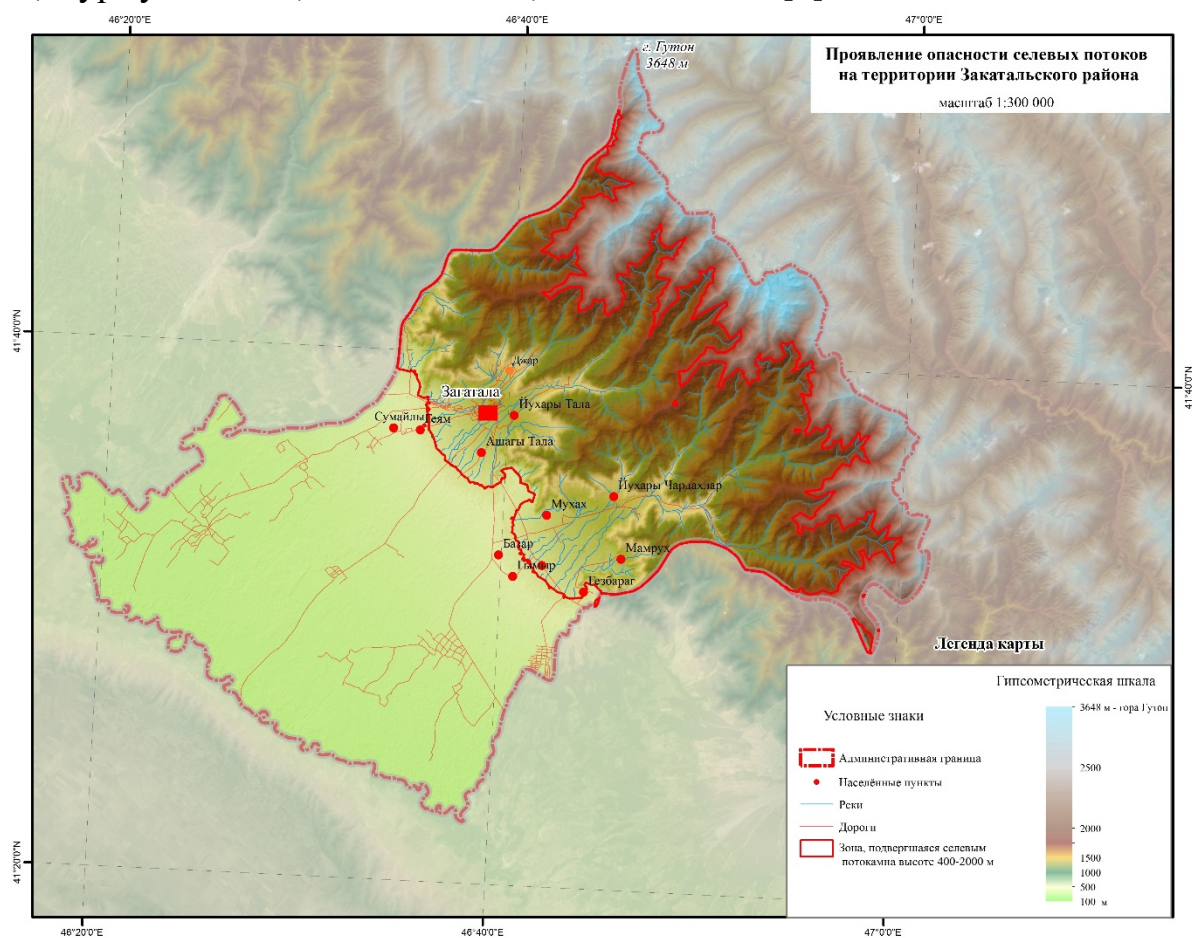 46°20'0"E
46°40'0"E
47°0'0"E
г. Гутон
3648 м
Проявление опасности селевых потоков
на территории Закатальского района
масштаб 1:300 000
41°40'0"N
41°40'0"N
Джар
Загатала
Йухары Тала
Сумайлы
Геям
Ашагы Тала
Йухары Чардахлар
Мухах
Базар
Мамрух
Гымыр
Гезбараг
Легенда карты
Гипсометрическая шкала
Условные знаки
3648 м - гора Гутон
Административная граница
2500
Населённые пункты
Реки
Дороги
2000
Зона, подвергшаяся селевым
потокамна высоте 400-2000 м
1500
1000
500
100 м
41°20'0"N
46°20'0"E
46°40'0"E
47°0'0"E